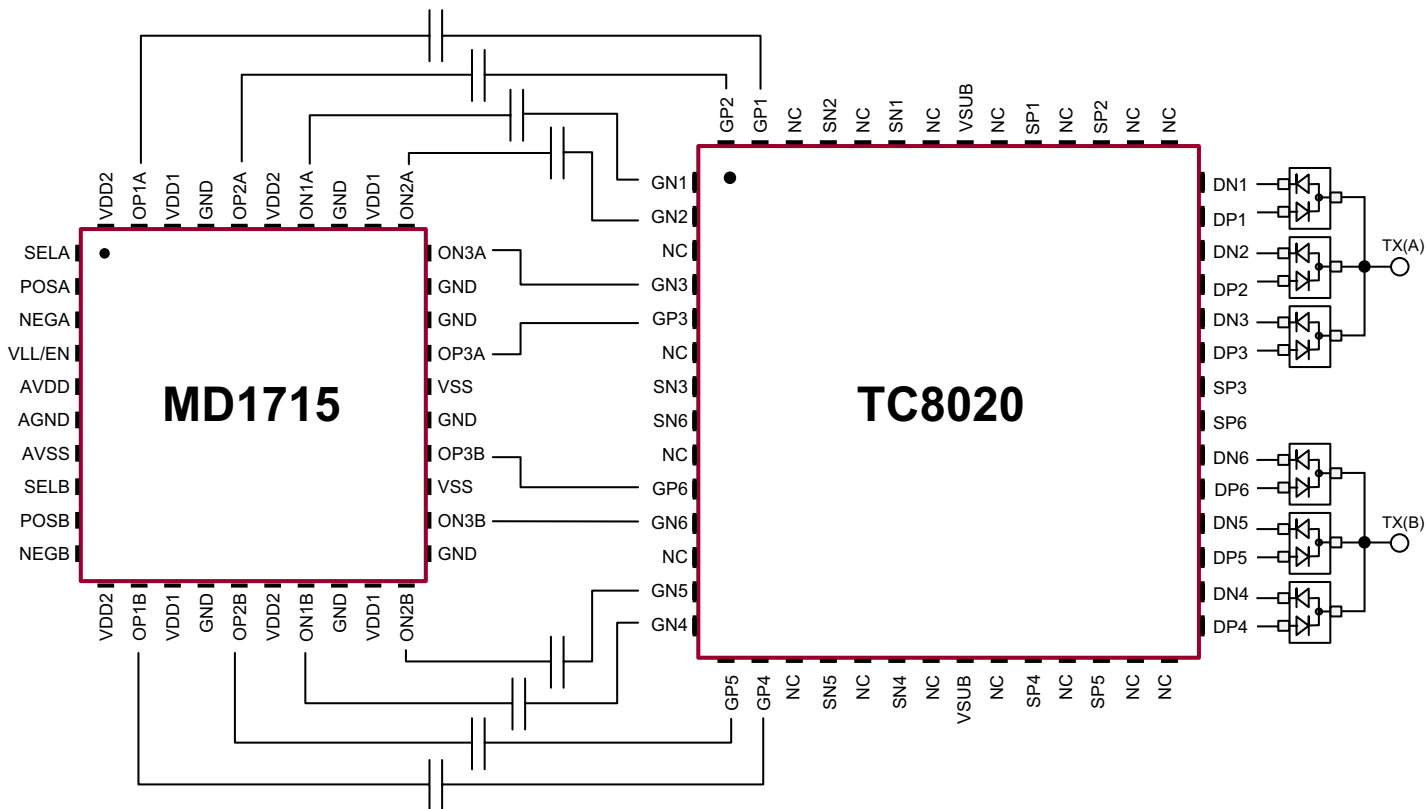 GP2 GP1 NC SN2 NC SN1 NC VSUB NC SP1 NC SP2 NC NC
VDD2 OP1A VDD1 GND OP2A VDD2 ON1A GND VDD1 ON2A
SELA
POSA
NEGA
VLL/EN
AVDD
AGND
AVSS
SELB
POSB
NEGB
MD1715
ON3A
GND
GND
OP3A
VSS
GND
OP3B
VSS
ON3B
GND
VDD2 OP1B VDD1 GND OP2B VDD2 ON1B GND VDD1 ON2B
GN1
GN2
NC
GN3
GP3
NC
SN3
SN6
NC
GP6
GN6
NC
GN5
GN4
TC8020
DN1
DP1
DN2
DP2
DN3
DP3
SP3
SP6
DN6
DP6
DN5
DP5
DN4
DP4
TX(A)
TX(B)
GP5 GP4 NC SN5 NC SN4 NC VSUB NC SP4 NC SP5 NC NC